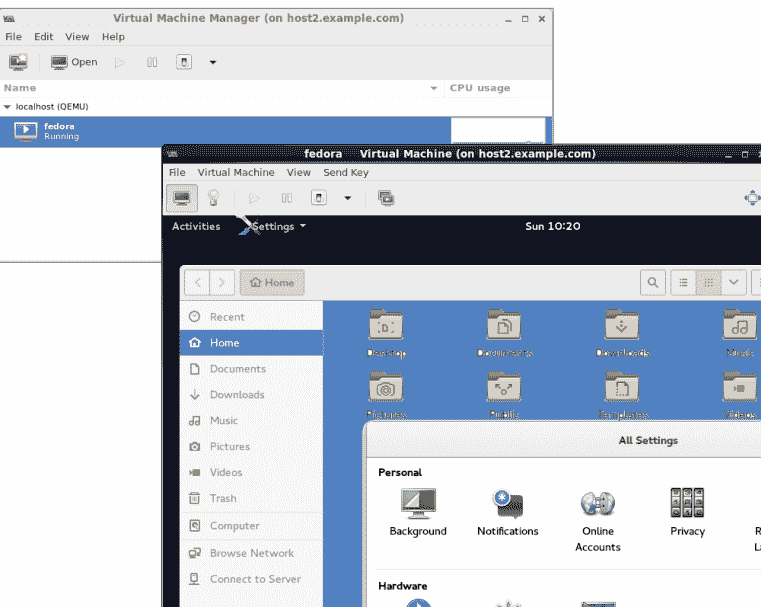 Virtual Machine Manager (on host2.example.com)
File Edit View Help
Open
Name CPU usage
localhost (QEMU)
fedora
Running
fedora Virtual Machine (on host2.example.com)
File Virtual Machine View Send Key
Activities Settings Sun 10:20
Home
Recent
Home
Documents
Downloads
Music
Pictures
Videos
Trash
Computer
Browse Network
Connect to Server
Desktop Documents Downloads Music
Pictures Public Templates Videos
All Settings
Personal
Background Notifications Online Accounts Privacy
Hardware